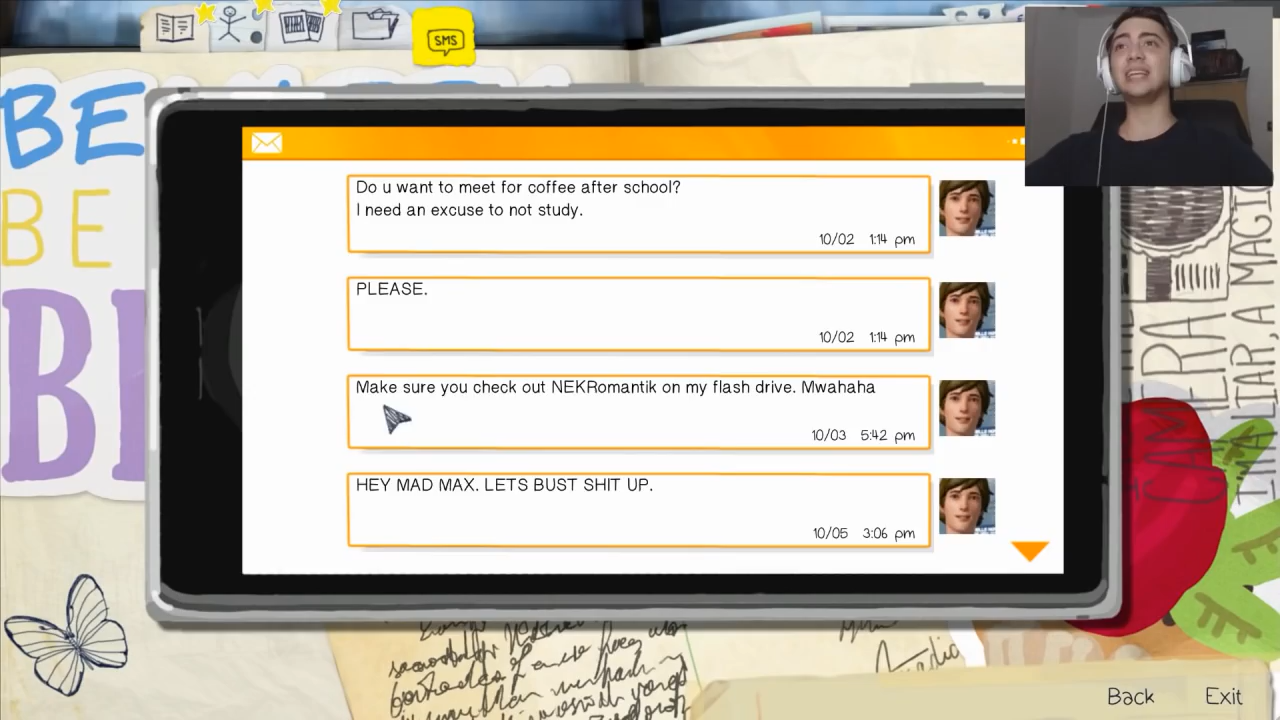 SMS
BE
BE
BE
Do u want to meet for coffee after school?
I need an excuse to not study.
10/02 1:14 pm
PLEASE.
10/02 1:14 pm
Make sure you check out NEKRomantik on my flash drive. Mwahaha
10/03 5:42 pm
HEY MAD MAX. LETS BUST SHIT UP.
10/05 3:06 pm
Back
Exit